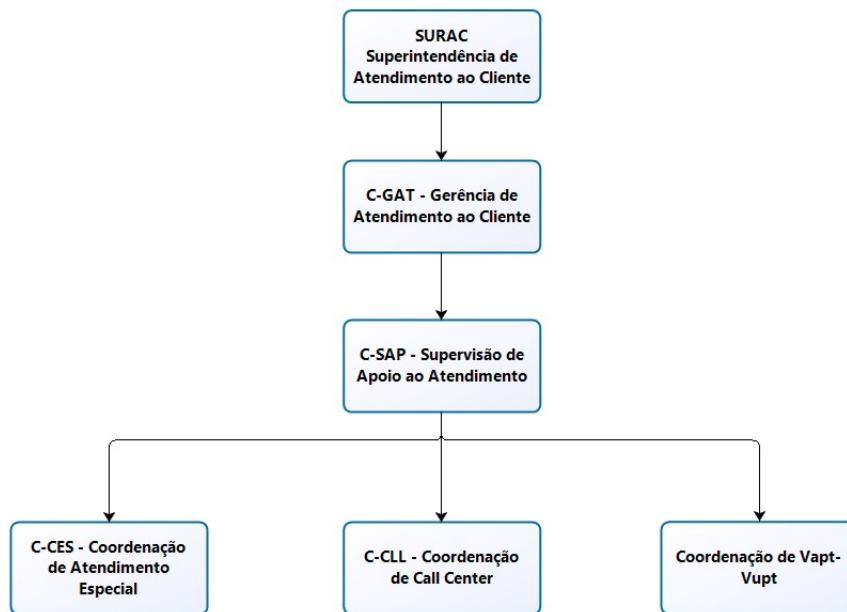 SURAC
Superintendência de
Atendimento ao Cliente
C-GAT - Gerência de
Atendimento ao Cliente
C-SAP - Supervisão de
Apoio ao Atendimento
C-CES - Coordenação
de Atendimento
Especial
C-CLL - Coordenação
de Call Center
Coordenação de Vapt-
Vupt